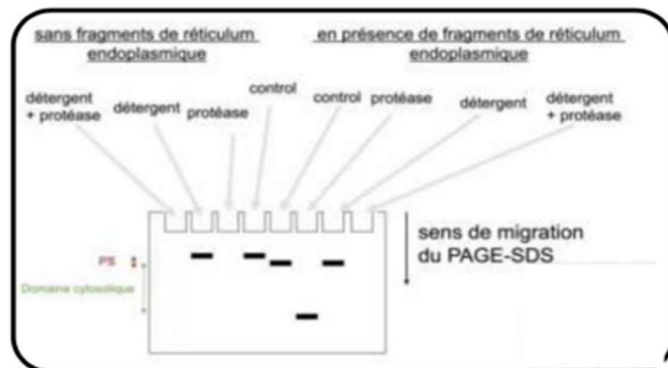 sans fragments de réticulum
endoplasmique
en présence de fragments de réticulum
endoplasmique
détergent
+ protéase
détergent
protéase
control
control
protéase
détergent
détergent
+ protéase
sens de migration
du PAGE-SDS
PS
Domaine cytosolique